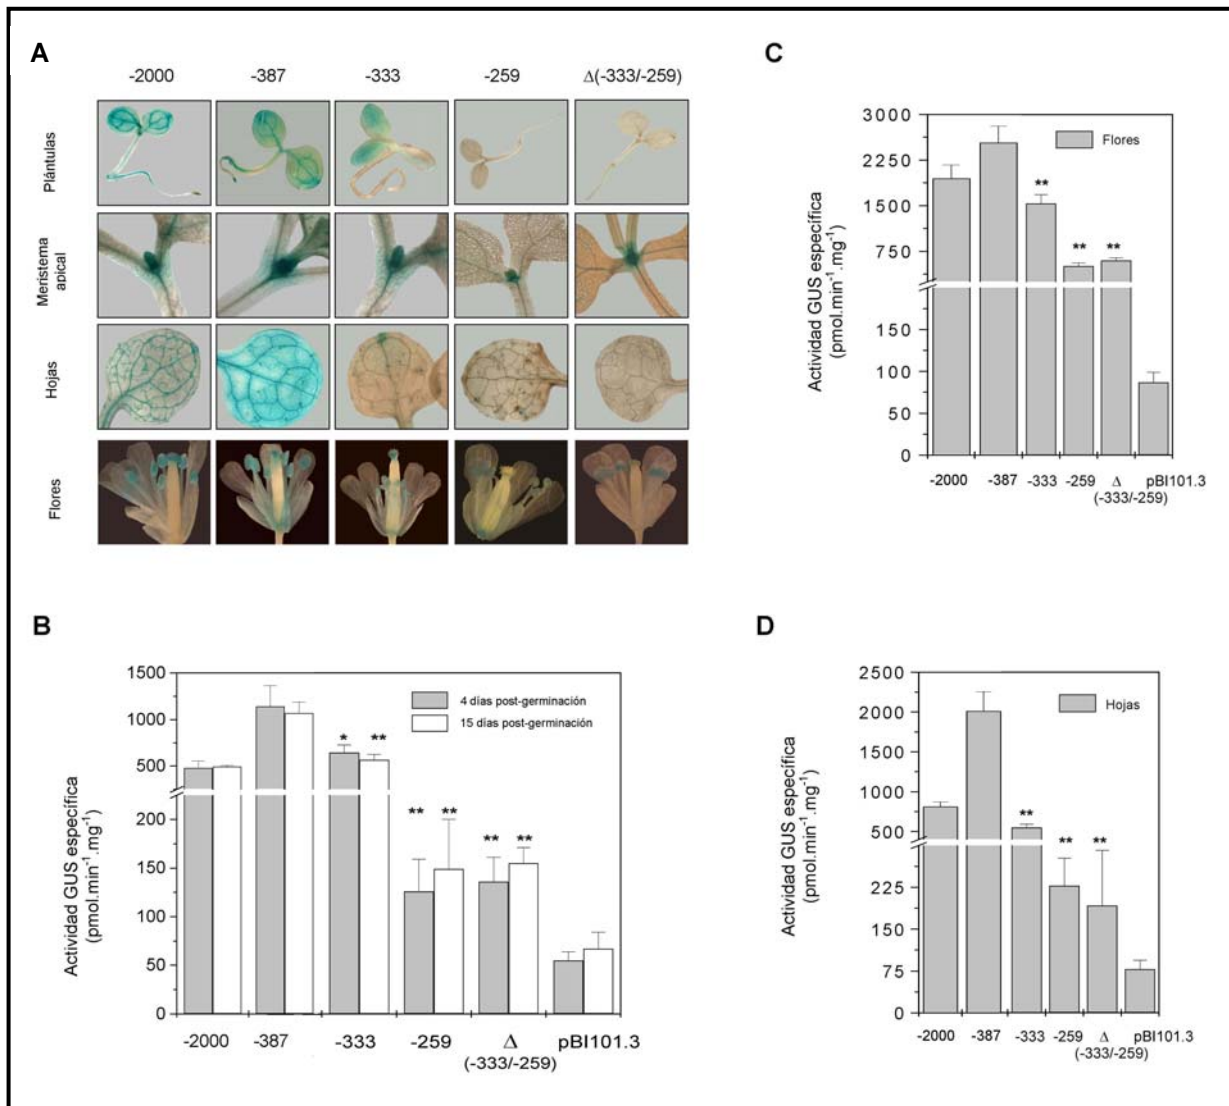 A
-2000 -387 -333 -259 Δ(-333/-259)
Plántulas
Meristema
apical
Hojas
Flores
B
Actividad GUS específica
(pmol.min⁻¹.mg⁻¹)
1500
1000
500
200
150
100
50
0
4 días post-germinación
15 días post-germinación
* **
** **
** **
-2000 -387 -333 -259 Δ pBI101.3
(-333/-259)
C
Actividad GUS específica
(pmol.min⁻¹.mg⁻¹)
3000
2250
1500
750
150
100
50
0
Flores
**
** **
-2000 -387 -333 -259 Δ pBI101.3
(-333/-259)
D
Actividad GUS específica
(pmol.min⁻¹.mg⁻¹)
2500
2000
1500
1000
500
225
150
75
0
Hojas
**
** **
-2000 -387 -333 -259 Δ pBI101.3
(-333/-259)